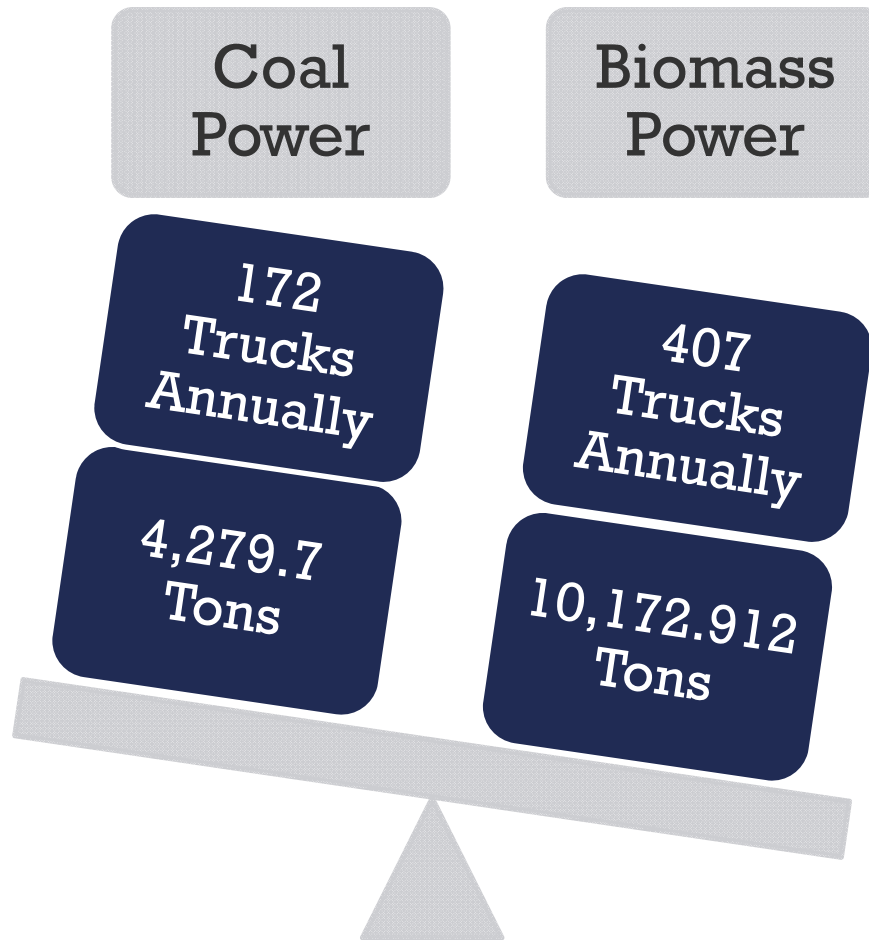 Coal
Power
Biomass
Power
172
Trucks
Annually
407
Trucks
Annually
4,279.7
Tons
10,172.912
Tons